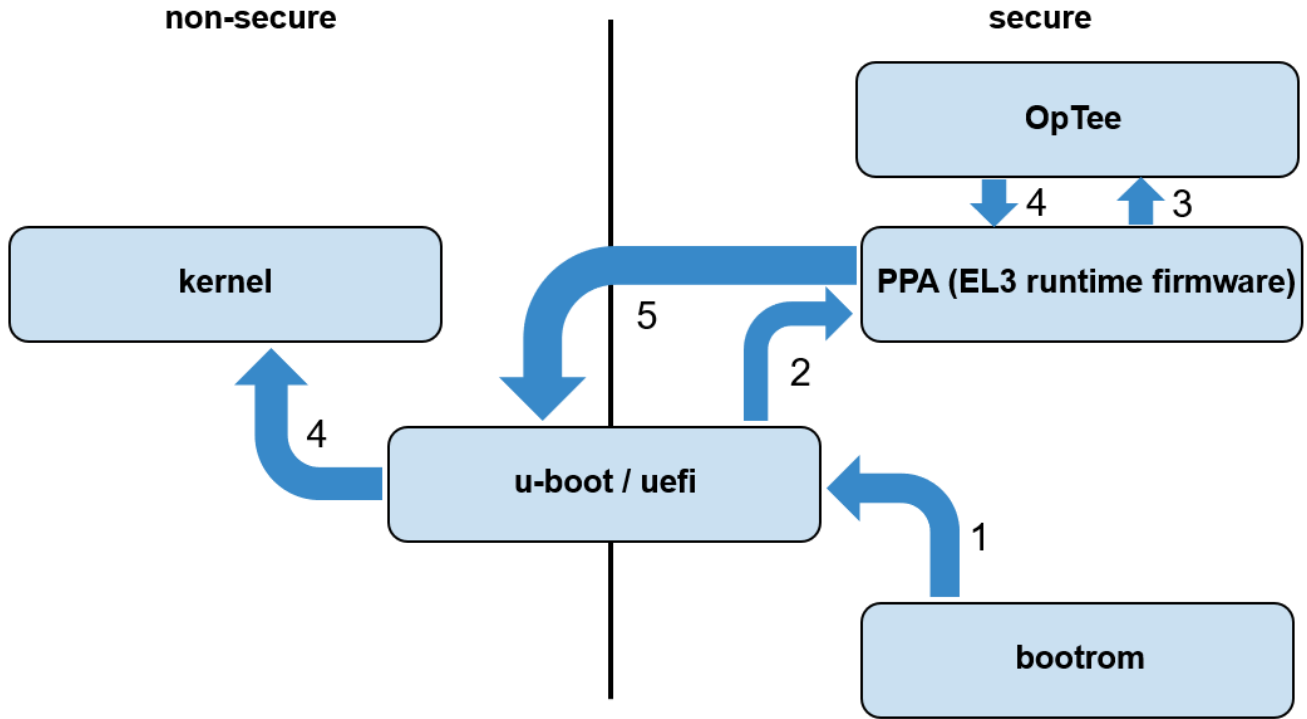 non-secure
secure
OpTee
4
3
kernel
PPA (EL3 runtime firmware)
5
2
4
u-boot / uefi
1
bootrom